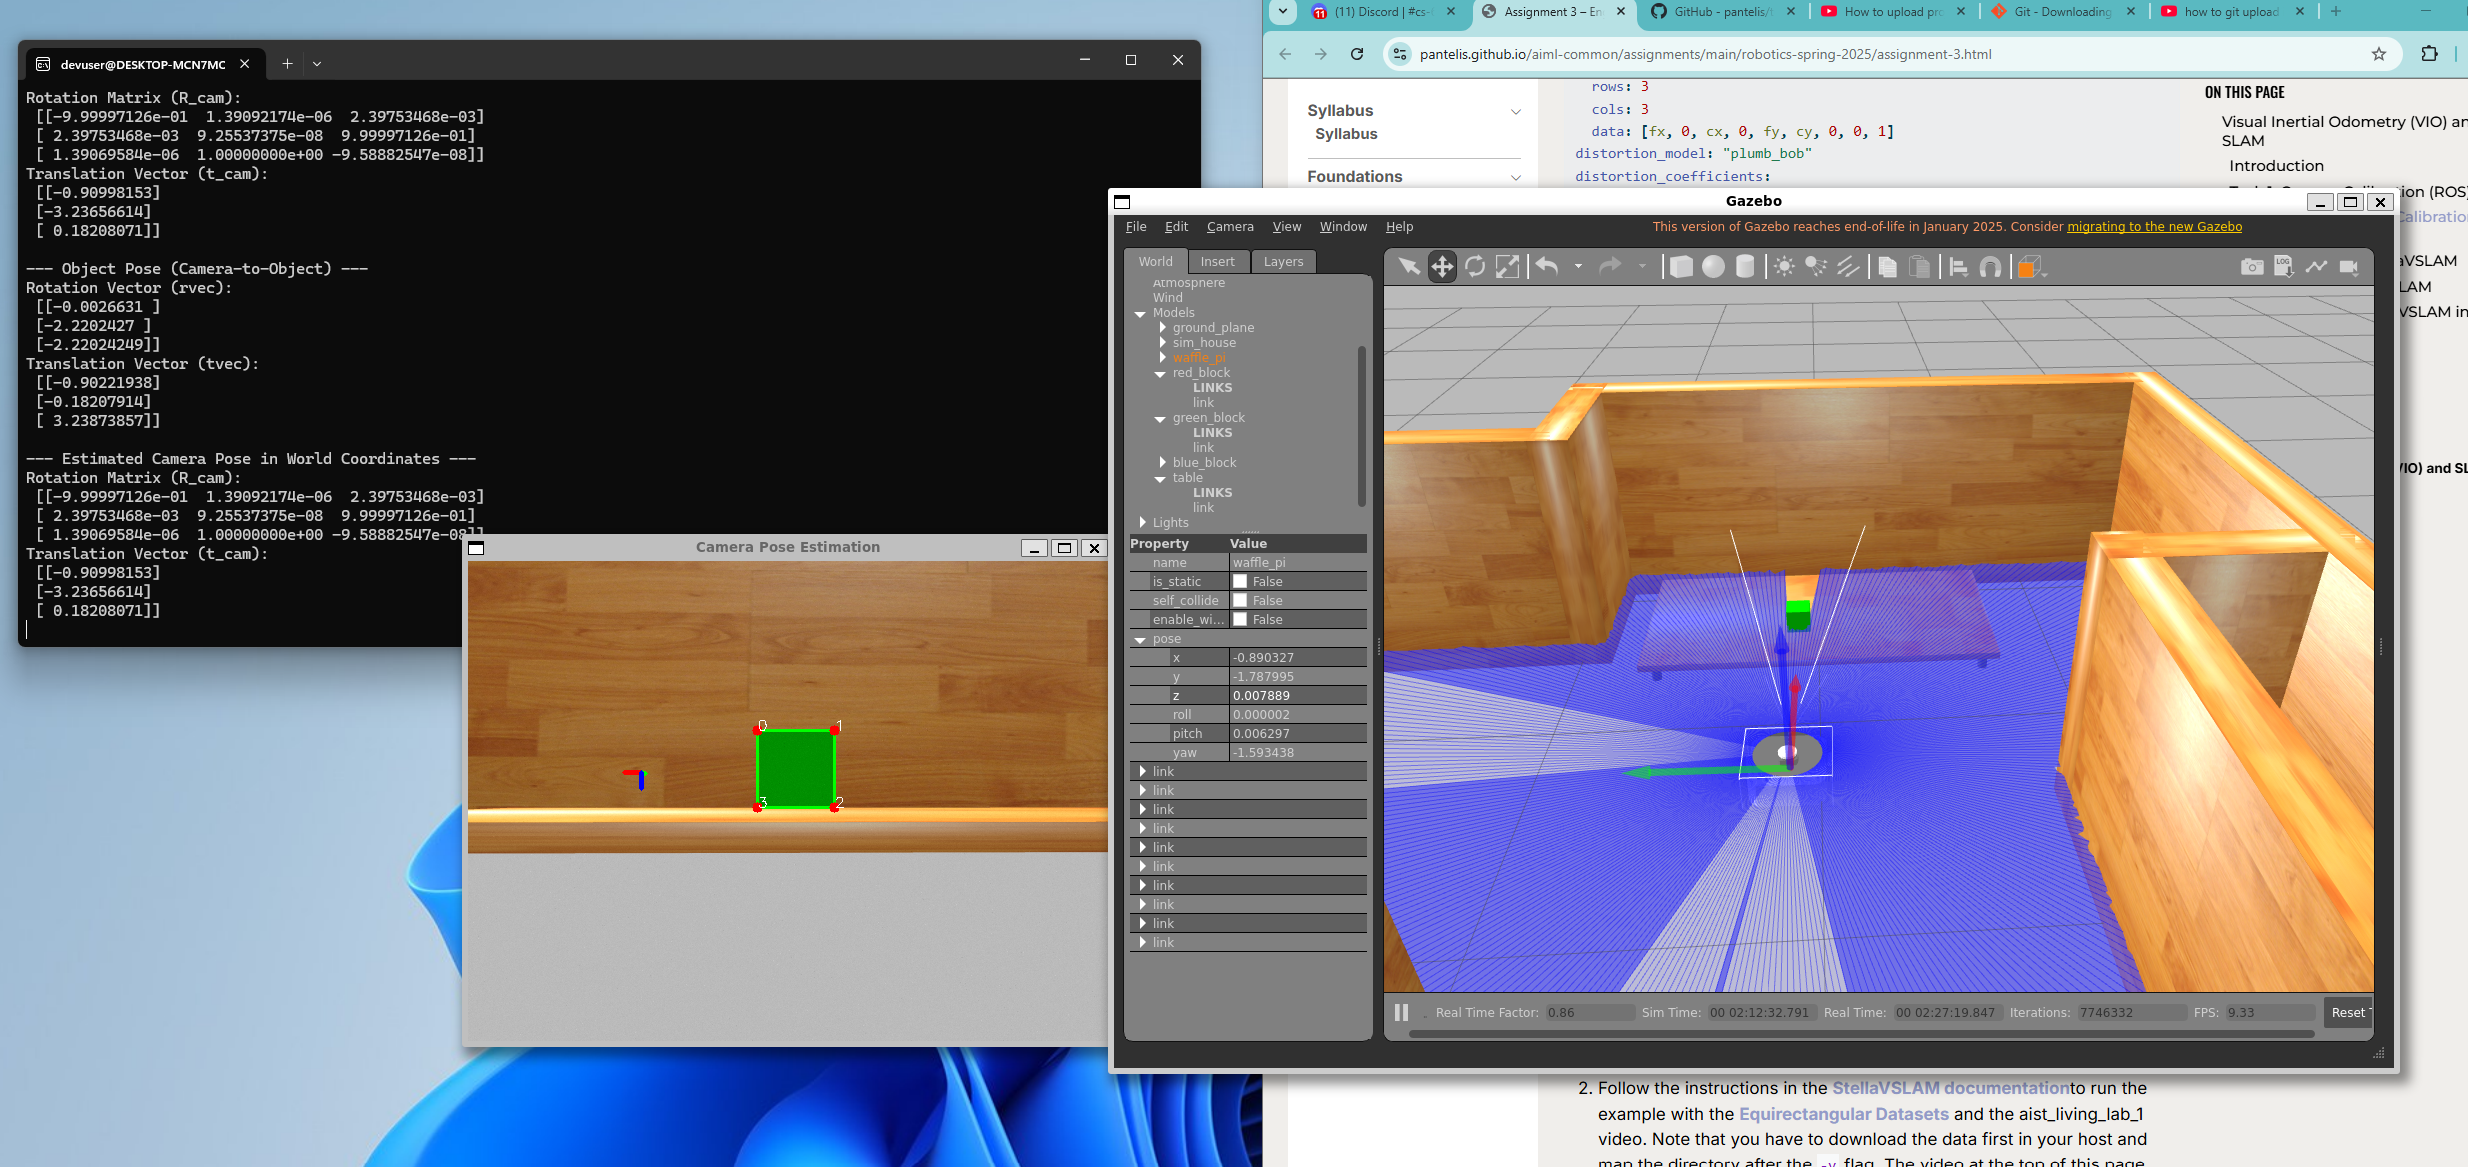 devuser@DESKTOP-MCN7MC
Rotation Matrix (R_cam):
[[-9.99997126e-01 1.39092174e-06 2.39753468e-03]
[ 2.39753468e-03 9.25537375e-08 9.99997126e-01]
[ 1.39069584e-06 1.00000000e+00 -9.58882547e-08]]
Translation Vector (t_cam):
[[-0.90998153]
[-3.23656614]
[ 0.18208071]]
--- Object Pose (Camera-to-Object) ---
Rotation Vector (rvec):
[[-0.0026631 ]
[-2.2202427 ]
[-2.22024249]]
Translation Vector (tvec):
[[-0.90221938]
[-0.18207914]
[ 3.23873857]]
--- Estimated Camera Pose in World Coordinates ---
Rotation Matrix (R_cam):
[[-9.99997126e-01 1.39092174e-06 2.39753468e-03]
[ 2.39753468e-03 9.25537375e-08 9.99997126e-01]
[ 1.39069584e-06 1.00000000e+00 -9.58882547e-08]]
Translation Vector (t_cam):
[[-0.90998153]
[-3.23656614]
[ 0.18208071]]
Camera Pose Estimation
0 1
3 2
(11) Discord | #cs-
Assignment 3 – En
GitHub - pantelis/
How to upload pro
Git - Downloading
how to git upload
pantelis.github.io/aiml-common/assignments/main/robotics-spring-2025/assignment-3.html
Syllabus
Syllabus
Foundations
rows: 3
cols: 3
data: [fx, 0, cx, 0, fy, cy, 0, 0, 1]
distortion_model: "plumb_bob"
distortion_coefficients:
ON THIS PAGE
Visual Inertial Odometry (VIO) an
SLAM
Introduction
Gazebo
File Edit Camera View Window Help
This version of Gazebo reaches end-of-life in January 2025. Consider migrating to the new Gazebo
World Insert Layers
Atmosphere
Wind
Models
ground_plane
sim_house
waffle_pi
red_block
LINKS
link
green_block
LINKS
link
blue_block
table
LINKS
link
Lights
Property Value
name waffle_pi
is_static False
self_collide False
enable_wi... False
pose
x -0.890327
y -1.787995
z 0.007889
roll 0.000002
pitch 0.006297
yaw -1.593438
link
link
link
link
link
link
link
link
link
link
LOG
Real Time Factor: 0.86 Sim Time: 00 02:12:32.791 Real Time: 00 02:27:19.847 Iterations: 7746332 FPS: 9.33 Reset
2. Follow the instructions in the StellaVSLAM documentationto run the
example with the Equirectangular Datasets and the aist_living_lab_1
video. Note that you have to download the data first in your host and
map the directory after the -v flag. The video at the top of this page